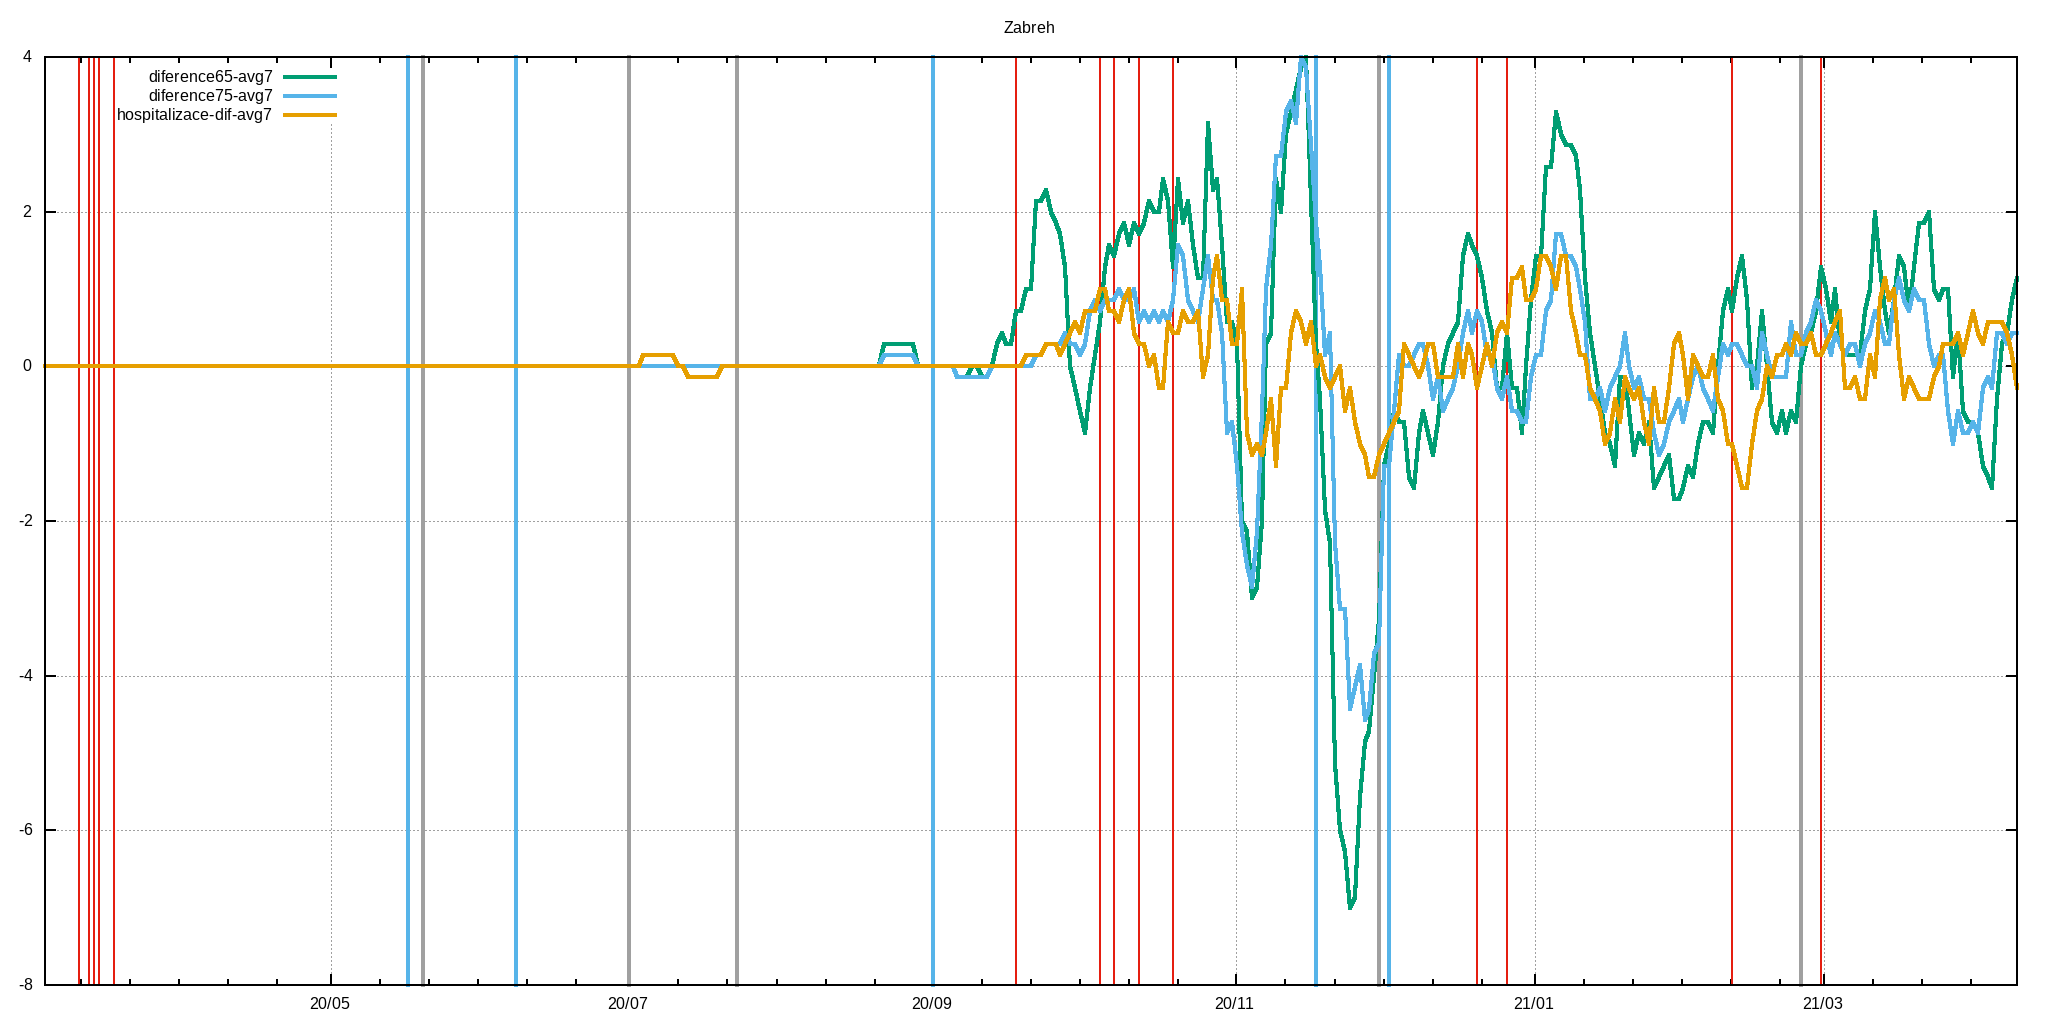 Zabreh
diference65-avg7
diference75-avg7
hospitalizace-dif-avg7
4
2
0
-2
-4
-6
-8
20/05 20/07 20/09 20/11 21/01 21/03